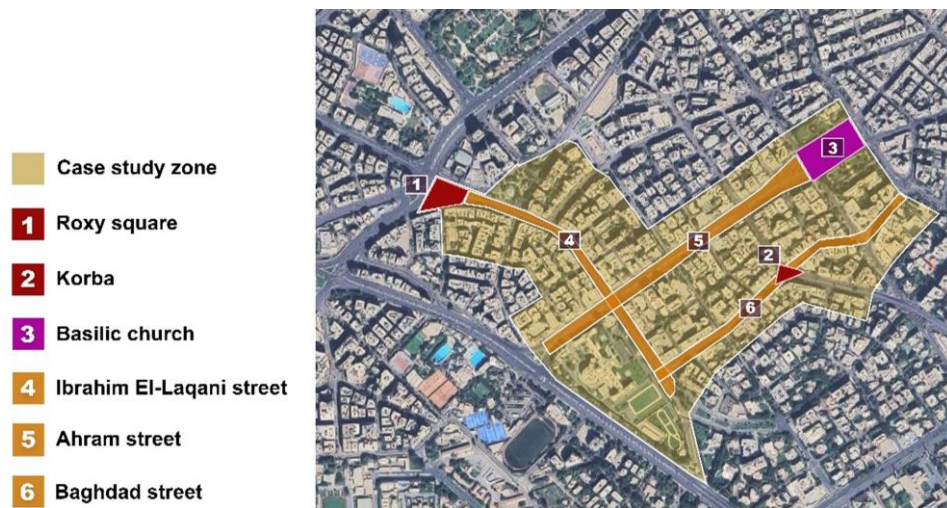 Case study zone
1 Roxy square
2 Korba
3 Basilic church
4 Ibrahim El-Laqani street
5 Ahram street
6 Baghdad street
3
1
4
5
2
6